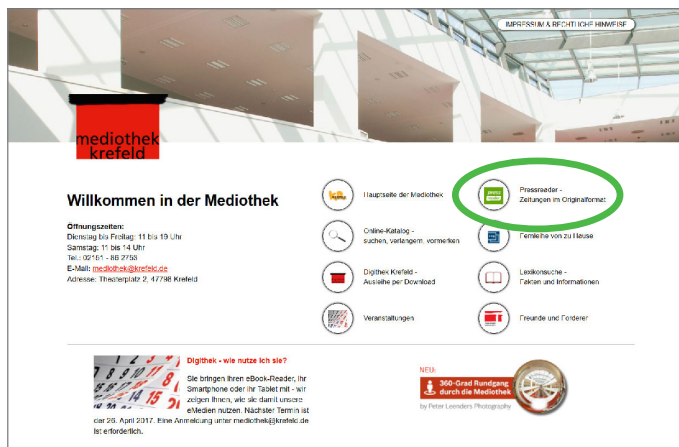 IMPRESSUM & RECHTLICHE HINWEISE
mediothek
krefeld
Willkommen in der Mediothek
Öffnungszeiten:
Dienstag bis Freitag: 11 bis 19 Uhr
Samstag: 11 bis 14 Uhr
Tel.: 02151 - 86 2753
E-Mail: mediothek@krefeld.de
Adresse: Theaterplatz 2, 47798 Krefeld
Hauptseite der Mediothek
Pressreader -
Zeitungen im Originalformat
Online-Katalog -
suchen, verlängern, vormerken
Fernleihe von zu Hause
Digithek Krefeld -
Ausleihe per Download
Lexikonsuche -
Fakten und Informationen
Veranstaltungen
Freunde und Förderer
Digithek - wie nutze ich sie?
Sie bringen Ihren eBook-Reader, Ihr
Smartphone oder Ihr Tablet mit - wir
zeigen Ihnen, wie sie damit unsere
eMedien nutzen. Nächster Termin ist
der 26. April 2017. Eine Anmeldung unter mediothek@krefeld.de
ist erforderlich.
NEU:
360-Grad Rundgang
durch die Mediothek
by Peter Leenders Photography